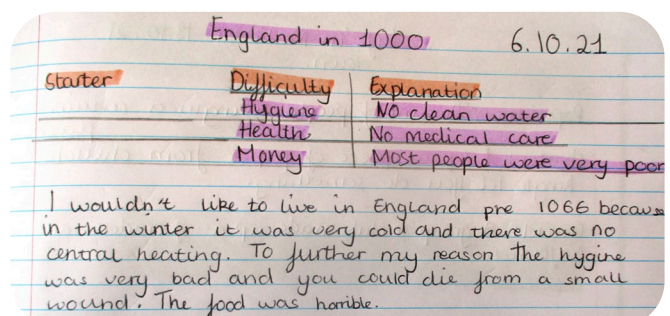 England in 1000 6.10.21
Starter Difficulty Explanation
Hygiene No clean water
Health No medical care
Money Most people were very poor
I wouldn't like to live in England pre 1066 because
in the winter it was very cold and there was no
central heating. To further my reason the hygine
was very bad and you could die from a small
wound. The food was horrible.